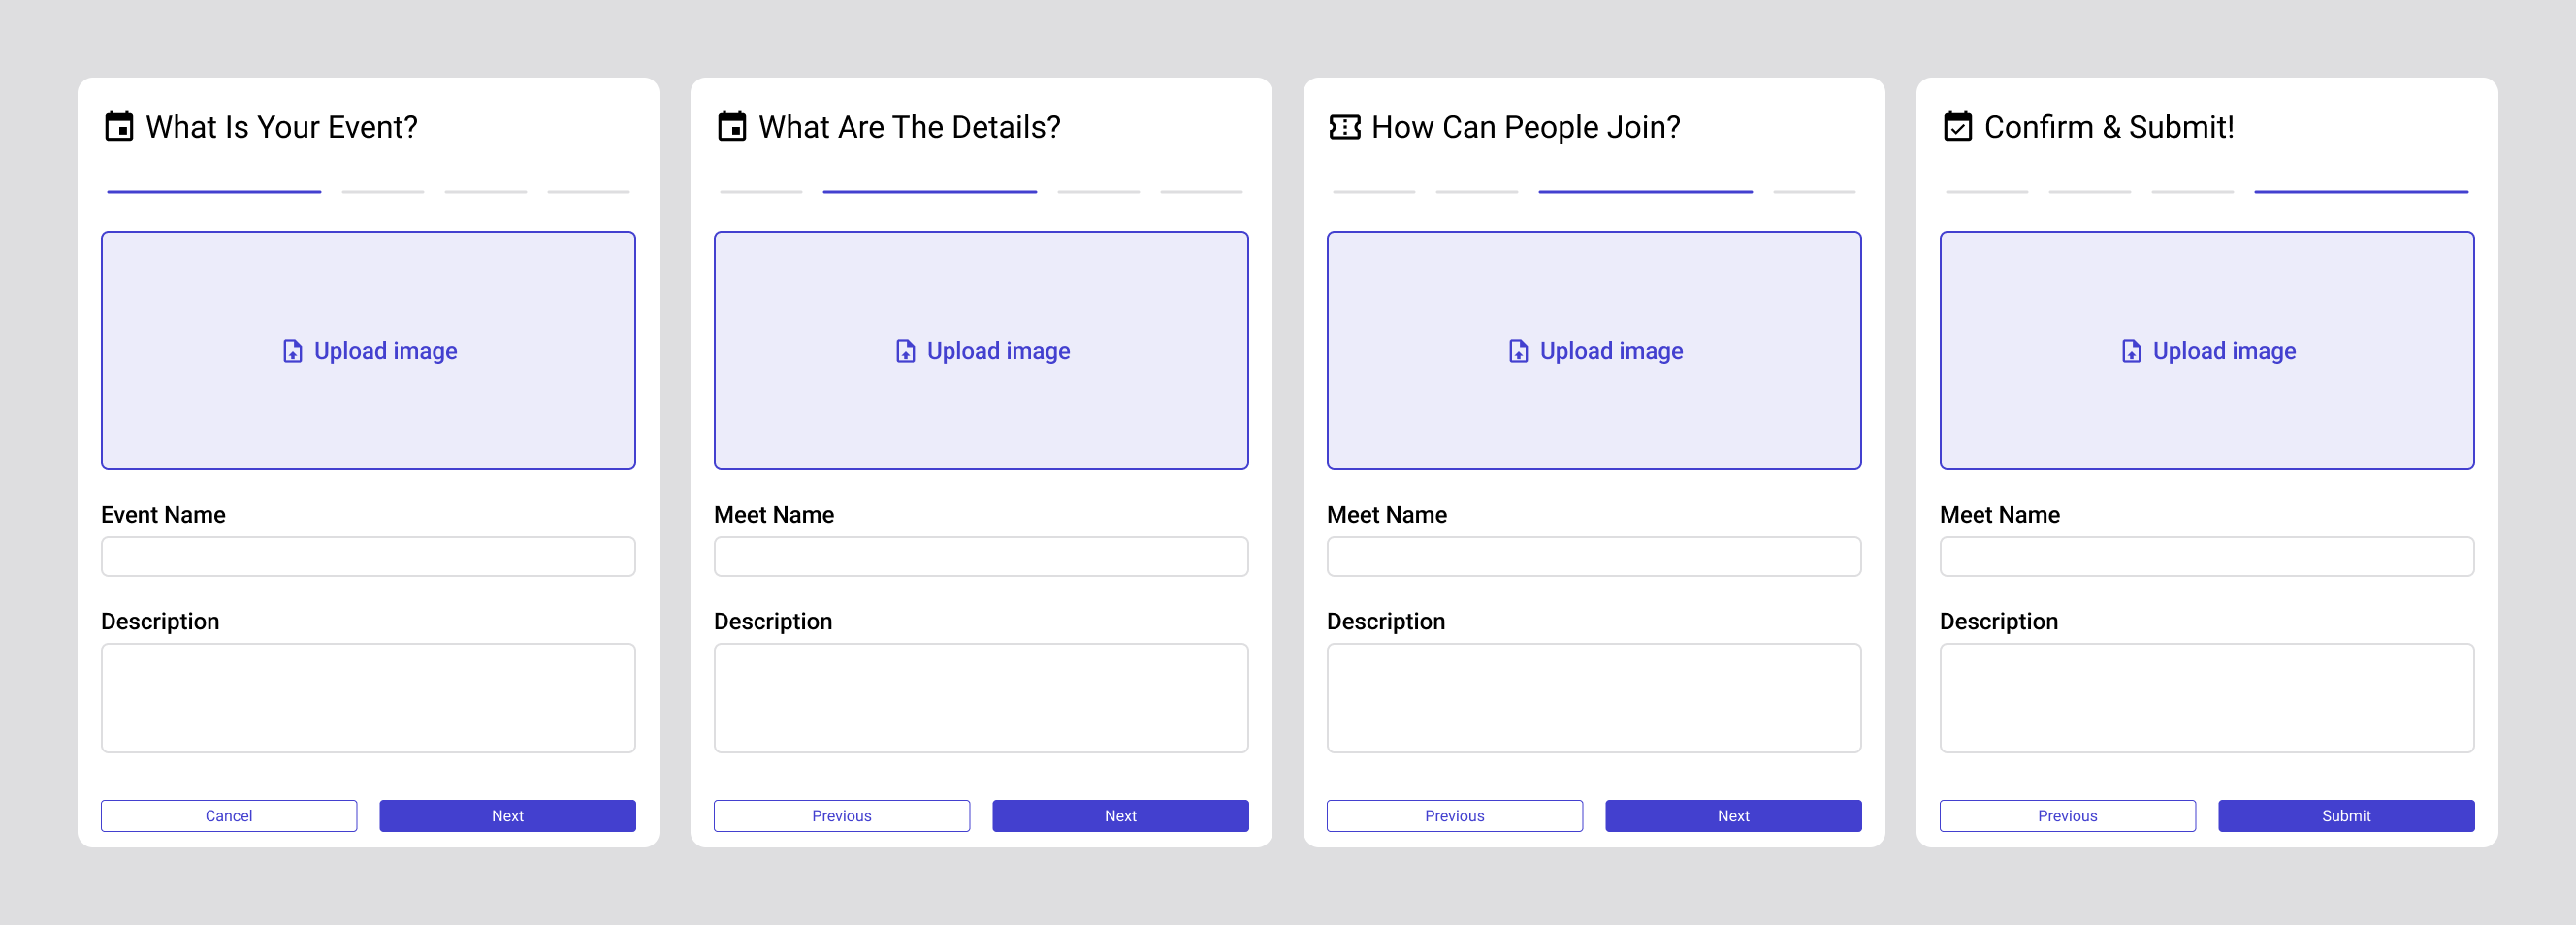 What Is Your Event?
Upload image
Event Name
Description
Cancel
Next
What Are The Details?
Upload image
Meet Name
Description
Previous
Next
How Can People Join?
Upload image
Meet Name
Description
Previous
Next
Confirm & Submit!
Upload image
Meet Name
Description
Previous
Submit